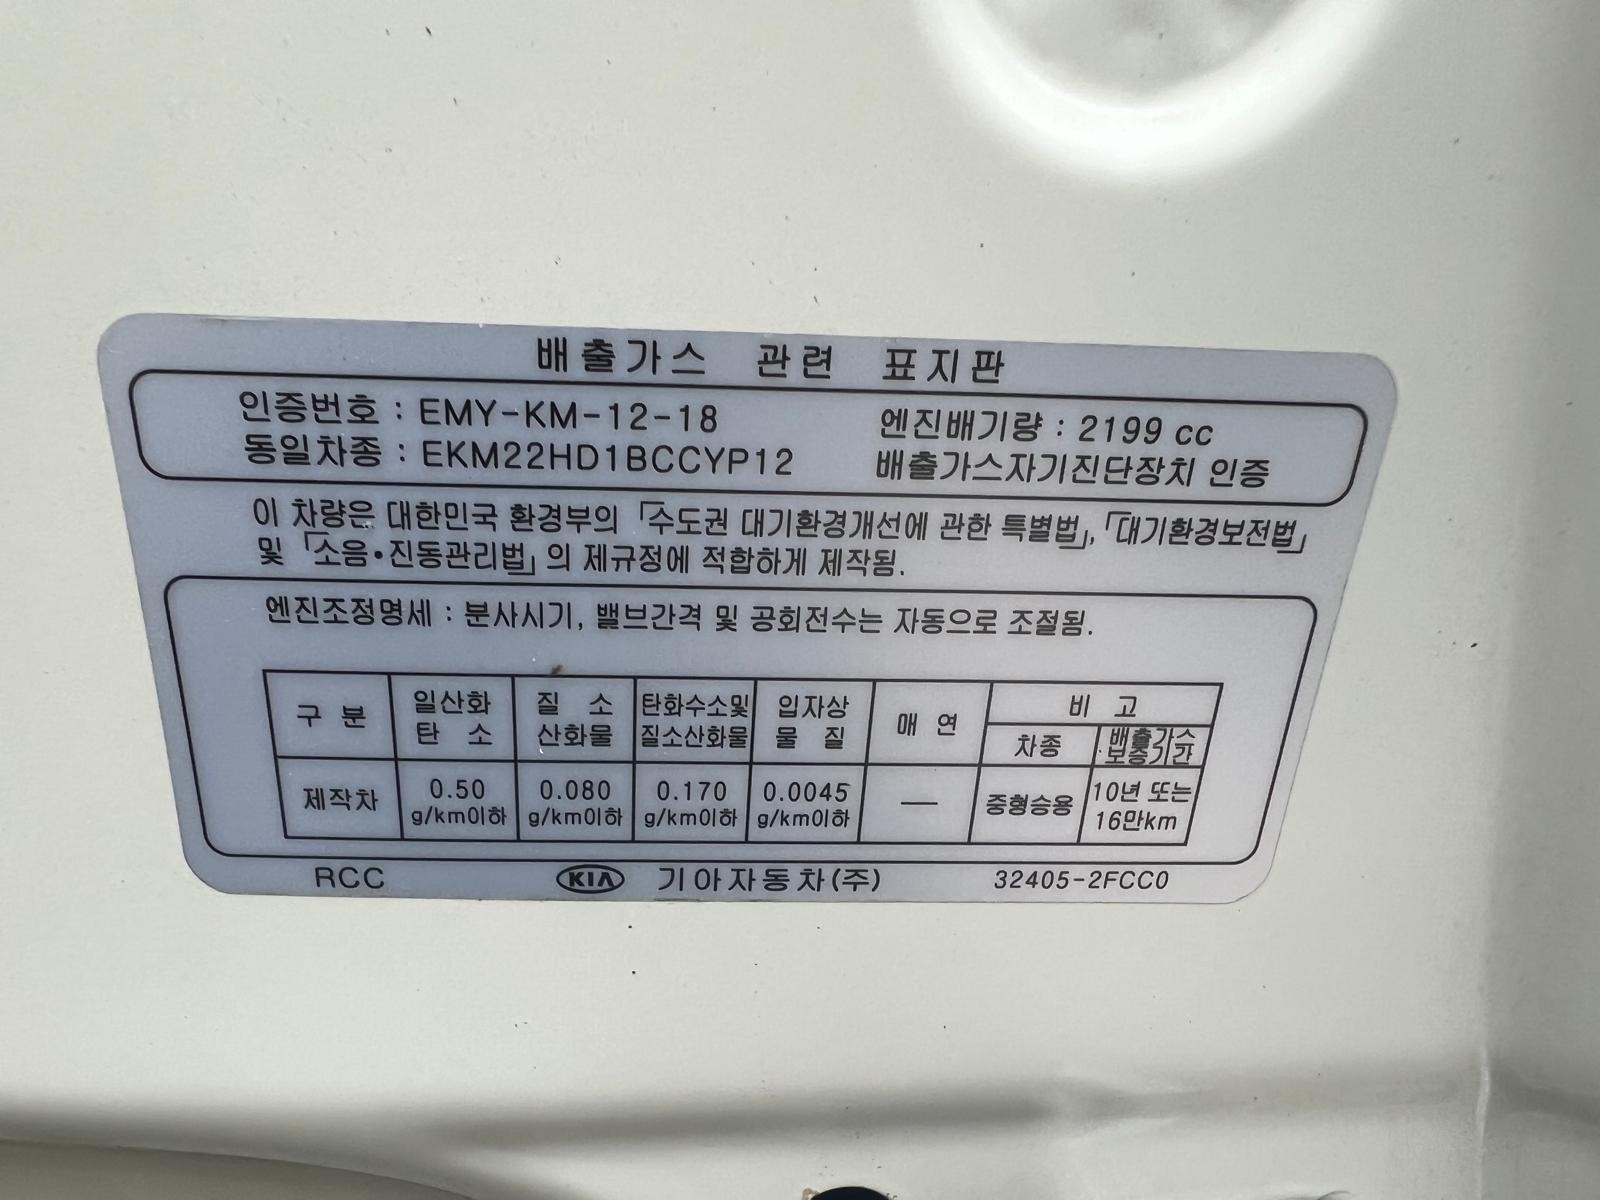 배출가스 관련 표지판
인증번호 : EMY-KM-12-18 엔진배기량 : 2199 cc
동일차종 : EKM22HD1BCCYP12 배출가스자기진단장치 인증
이 차량은 대한민국 환경부의 「수도권 대기환경개선에 관한 특별법」, 「대기환경보전법」
및 「소음•진동관리법」의 제규정에 적합하게 제작됨.
엔진조정명세 : 분사시기, 밸브간격 및 공회전수는 자동으로 조절됨.
구 분 일산화 탄 소 질 소 산화물 탄화수소및 질소산화물 입자상 물 질 매 연 비 고
차종 배출가스 보증기간
제작차 0.50 g/km이하 0.080 g/km이하 0.170 g/km이하 0.0045 g/km이하 — 중형승용 10년 또는 16만km
RCC KIA 기아자동차(주) 32405-2FCC0